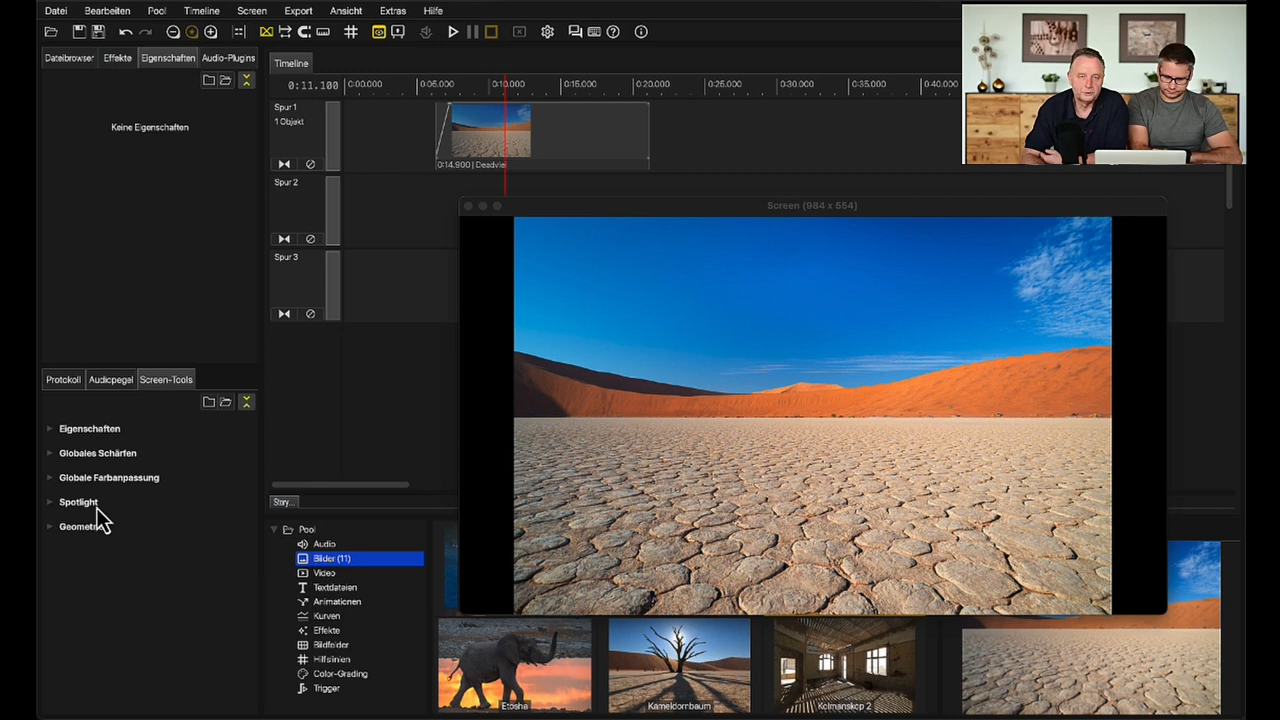 Datei Bearbeiten Pool Timeline Screen Export Ansicht Extras Hilfe
Dateibrowser Effekte Eigenschaften Audio-Plugins
Keine Eigenschaften
Timeline
0:11.100 0:00.000 0:05.000 0:10.000 0:15.000 0:20.000 0:25.000 0:30.000 0:35.000 0:40.000
Spur 1
1 Objekt
0:14.900 | Deadvlei
Spur 2
Spur 3
Screen (984 x 554)
Protokoll Audiopegel Screen-Tools
Eigenschaften
Globales Schärfen
Globale Farbanpassung
Spotlight
Story...
Pool
Audio
Bilder (11)
Video
Textdateien
Animationen
Kurven
Effekte
Bildfelder
Hilfslinien
Color-Grading
Trigger
Etosha
Kameldornbaum
Kolmanskop 2